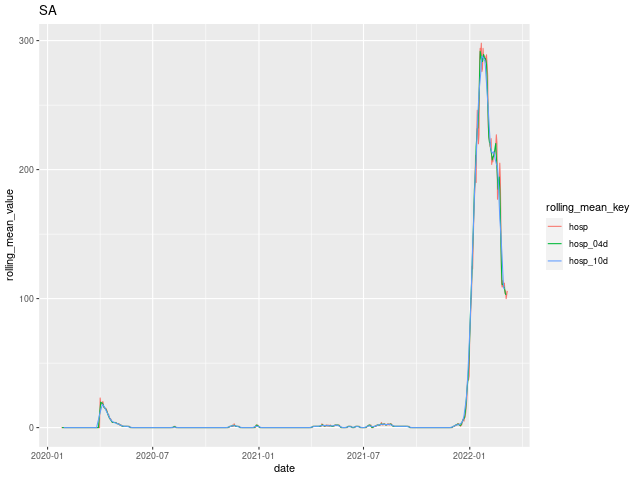 SA
300
200
100
0
rolling_mean_value
2020-01
2020-07
2021-01
2021-07
2022-01
date
rolling_mean_key
hosp
hosp_04d
hosp_10d